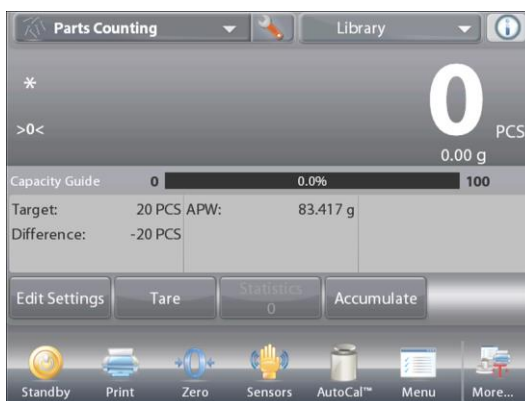 Parts Counting Library
*
>0<
0 PCS
0.00 g
Capacity Guide 0 0.0% 100
Target: 20 PCS APW: 83.417 g
Difference: -20 PCS
Edit Settings Tare Statistics 0 Accumulate
Standby Print Zero Sensors AutoCal™ Menu More...